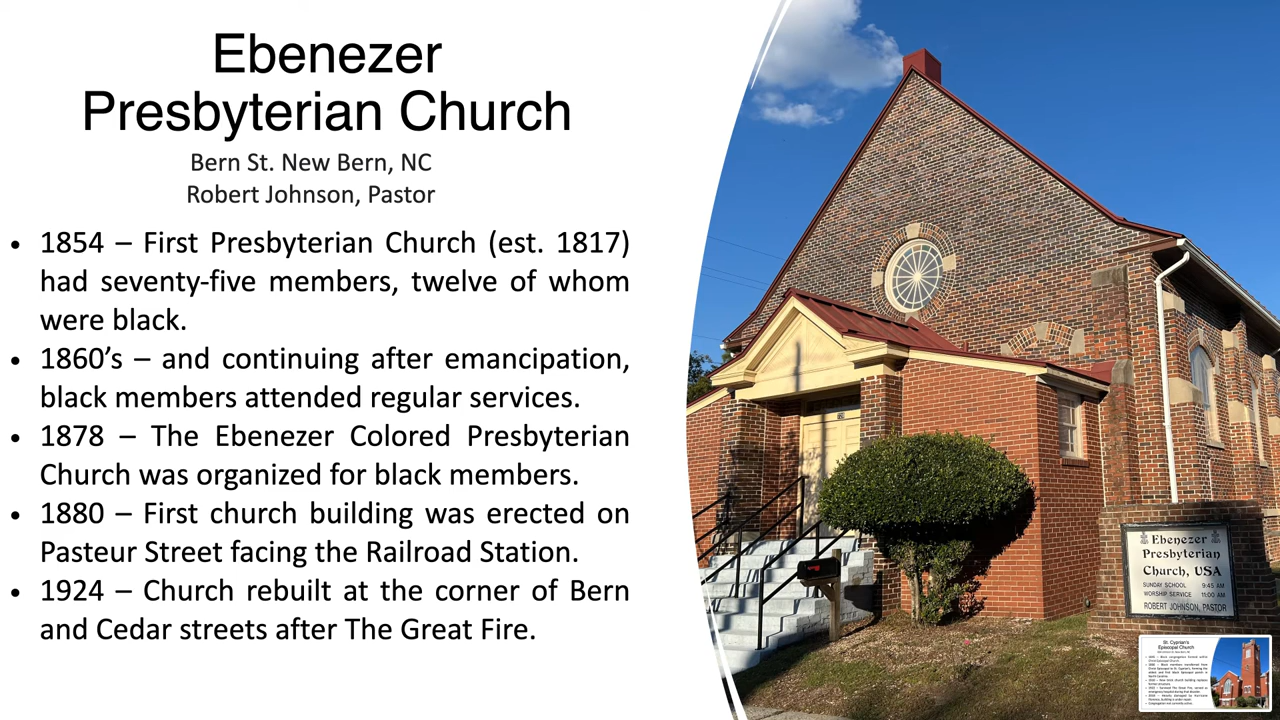 Ebenezer
Presbyterian Church
Bern St. New Bern, NC
Robert Johnson, Pastor
• 1854 – First Presbyterian Church (est. 1817)
had seventy-five members, twelve of whom
were black.
• 1860’s – and continuing after emancipation,
black members attended regular services.
• 1878 – The Ebenezer Colored Presbyterian
Church was organized for black members.
• 1880 – First church building was erected on
Pasteur Street facing the Railroad Station.
• 1924 – Church rebuilt at the corner of Bern
and Cedar streets after The Great Fire.
Ebenezer
Presbyterian
Church, USA
SUNDAY SCHOOL 9:45 AM
WORSHIP SERVICE 11:00 AM
ROBERT JOHNSON, PASTOR
St. Cyprian's
Episcopal Church